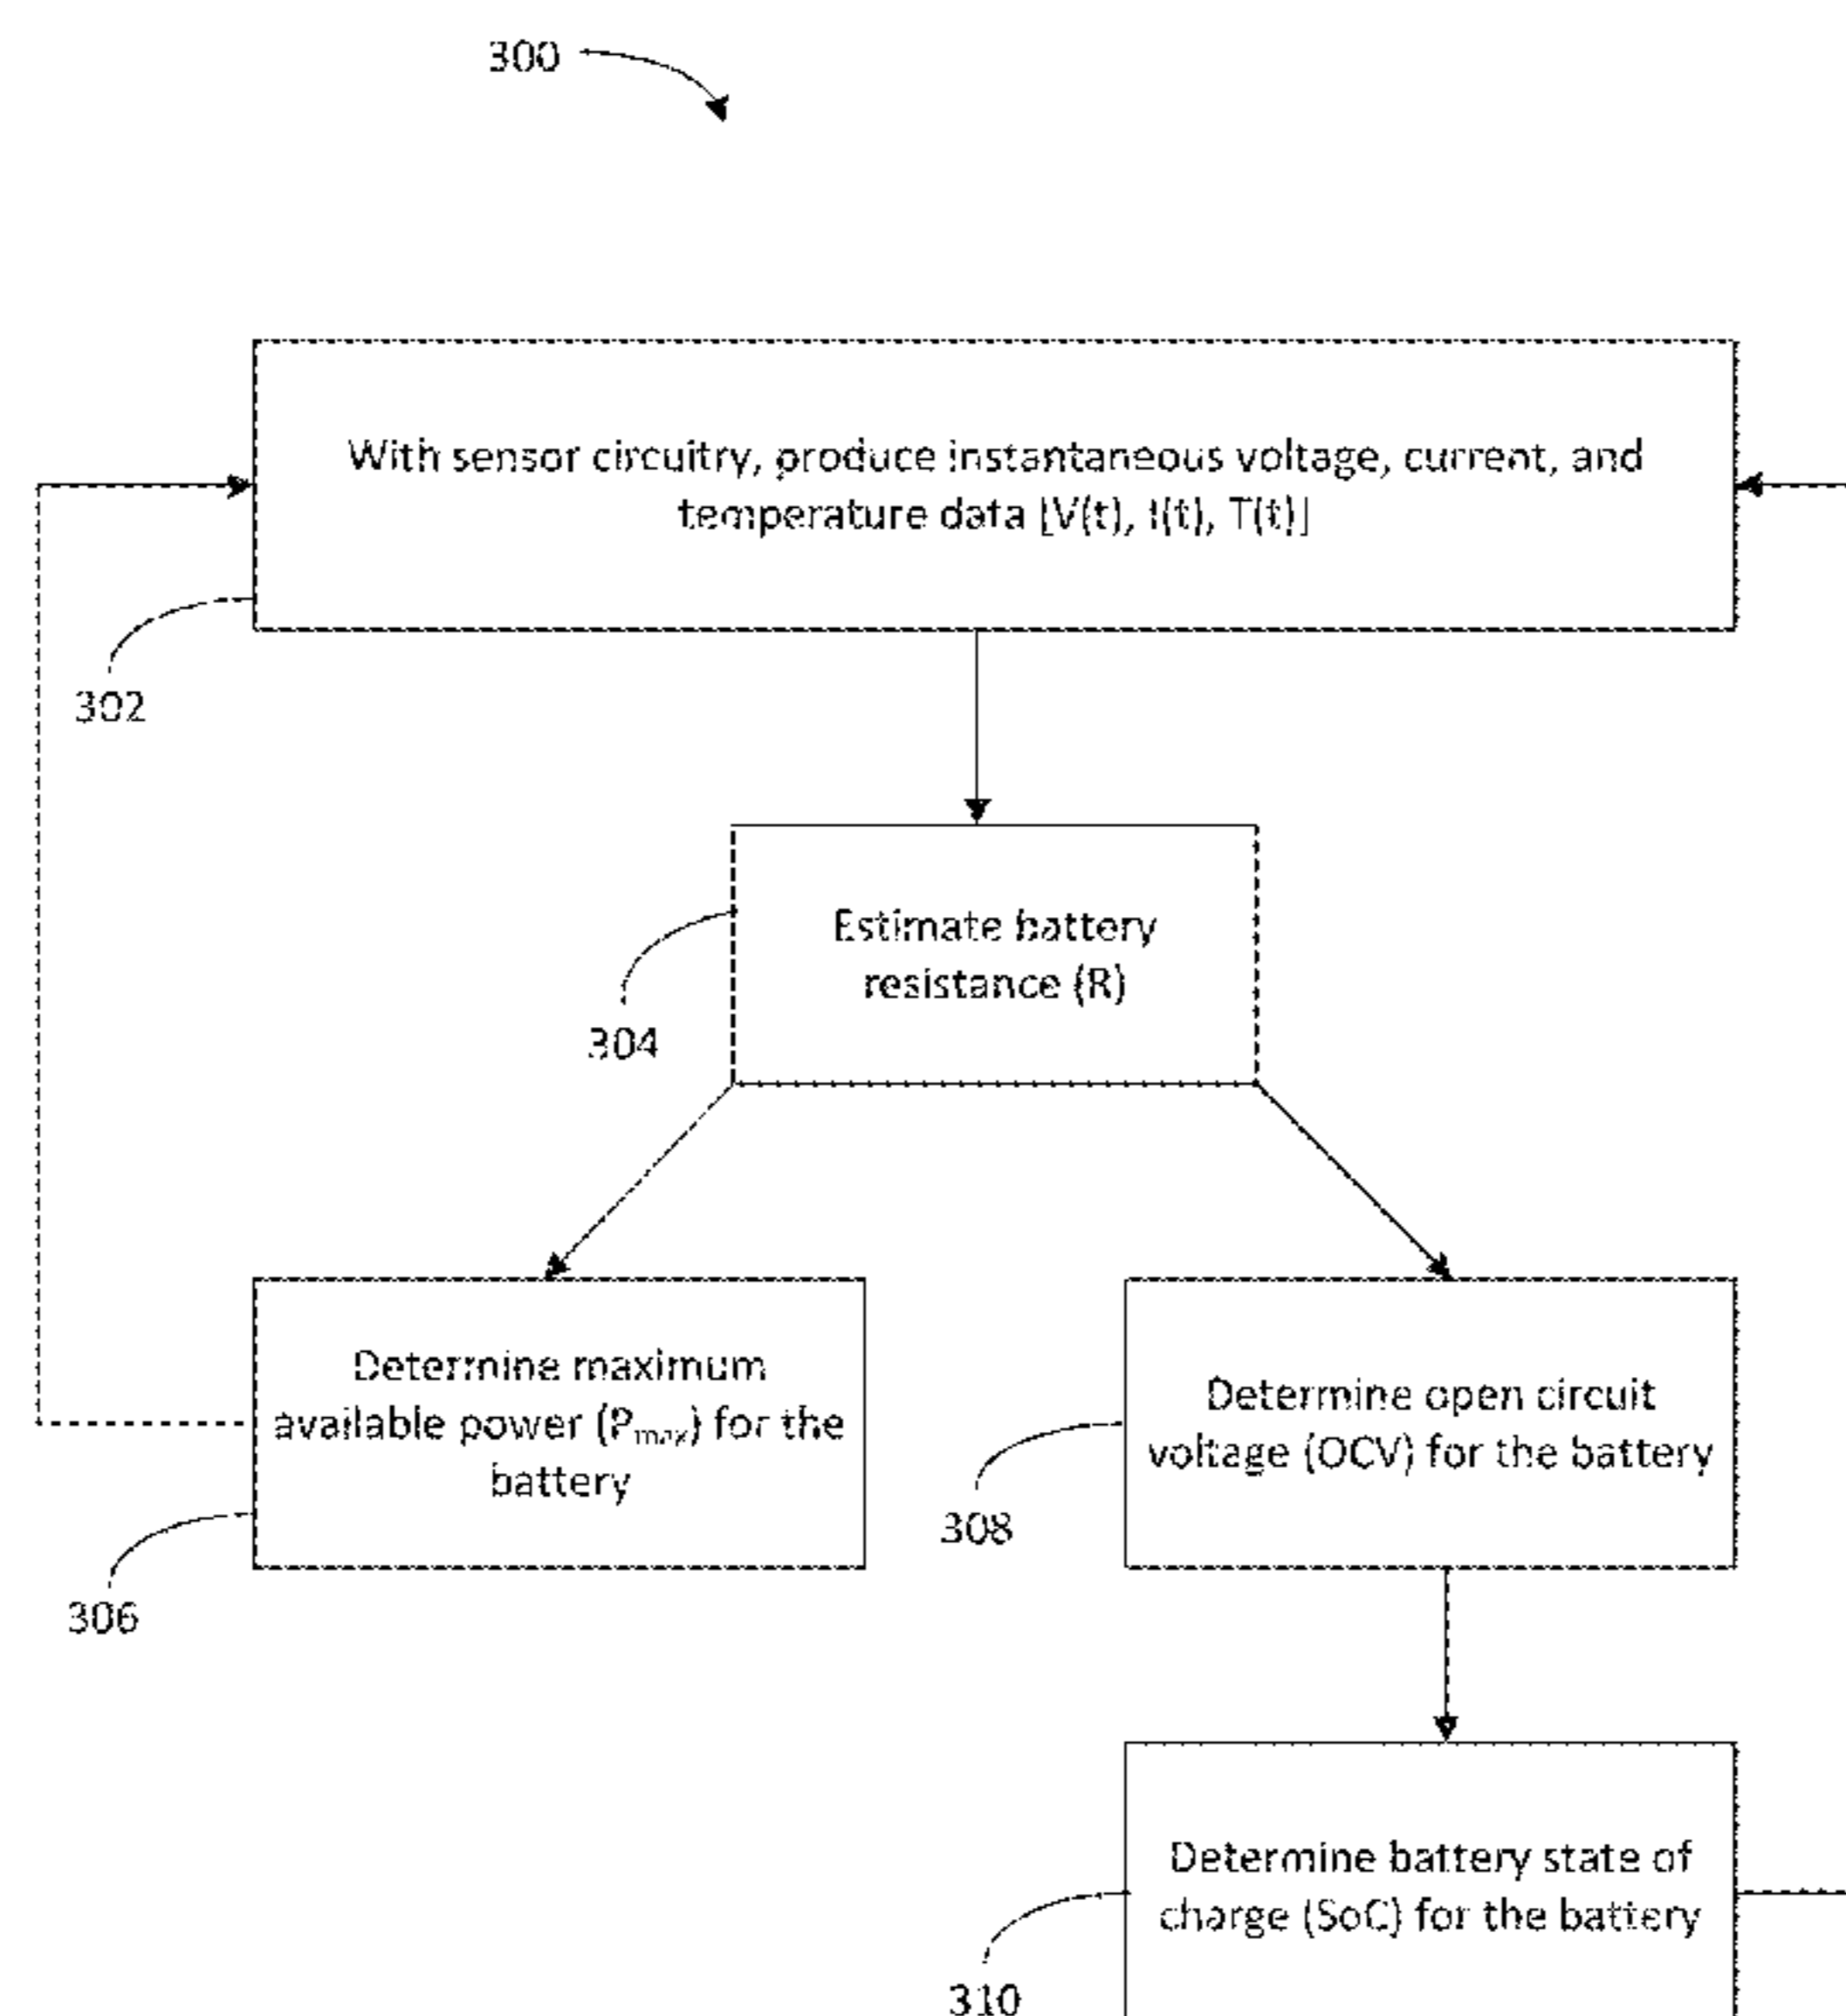 300
With sensor circuitry, produce instantaneous voltage, current, and
temperature data [V(t), I(t), T(t)]
302
Estimate battery
resistance (R)
304
Determine maximum
available power (Pmax) for the
battery
306
Determine open circuit
voltage (OCV) for the battery
308
Determine battery state of
charge (SoC) for the battery
310